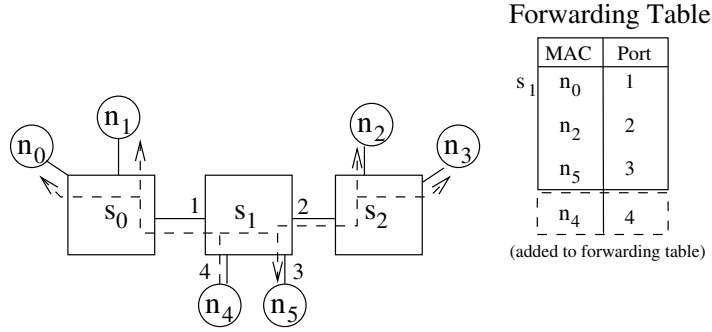 Forwarding Table
MAC Port
s1 n0 1
n2 2
n5 3
n4 4
(added to forwarding table)
n1
n0
n2
n3
s0 1 s1 2 s2
4 3
n4 n5